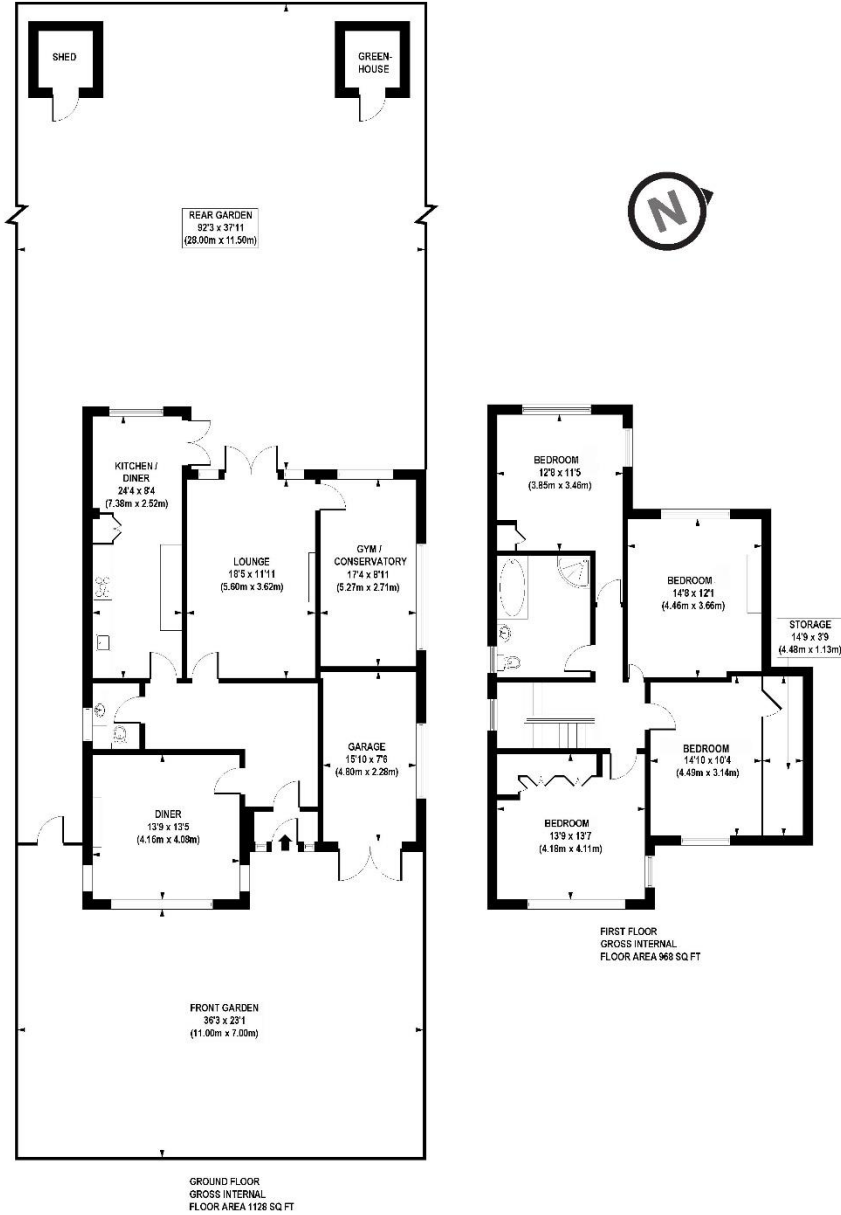 SHED
GREEN-
HOUSE
REAR GARDEN
92'3 x 37'11
(28.00m x 11.50m)
N
KITCHEN /
DINER
24'4 x 8'4
(7.38m x 2.52m)
LOUNGE
18'5 x 11'11
(5.60m x 3.62m)
GYM /
CONSERVATORY
17'4 x 8'11
(5.27m x 2.71m)
GARAGE
15'10 x 7'6
(4.80m x 2.28m)
DINER
13'9 x 13'5
(4.16m x 4.08m)
FRONT GARDEN
36'3 x 23'1
(11.00m x 7.00m)
GROUND FLOOR
GROSS INTERNAL
FLOOR AREA 1128 SQ FT
BEDROOM
12'8 x 11'5
(3.85m x 3.46m)
BEDROOM
14'8 x 12'1
(4.46m x 3.66m)
STORAGE
14'9 x 3'9
(4.48m x 1.13m)
BEDROOM
14'10 x 10'4
(4.49m x 3.14m)
BEDROOM
13'9 x 13'7
(4.18m x 4.11m)
FIRST FLOOR
GROSS INTERNAL
FLOOR AREA 968 SQ FT